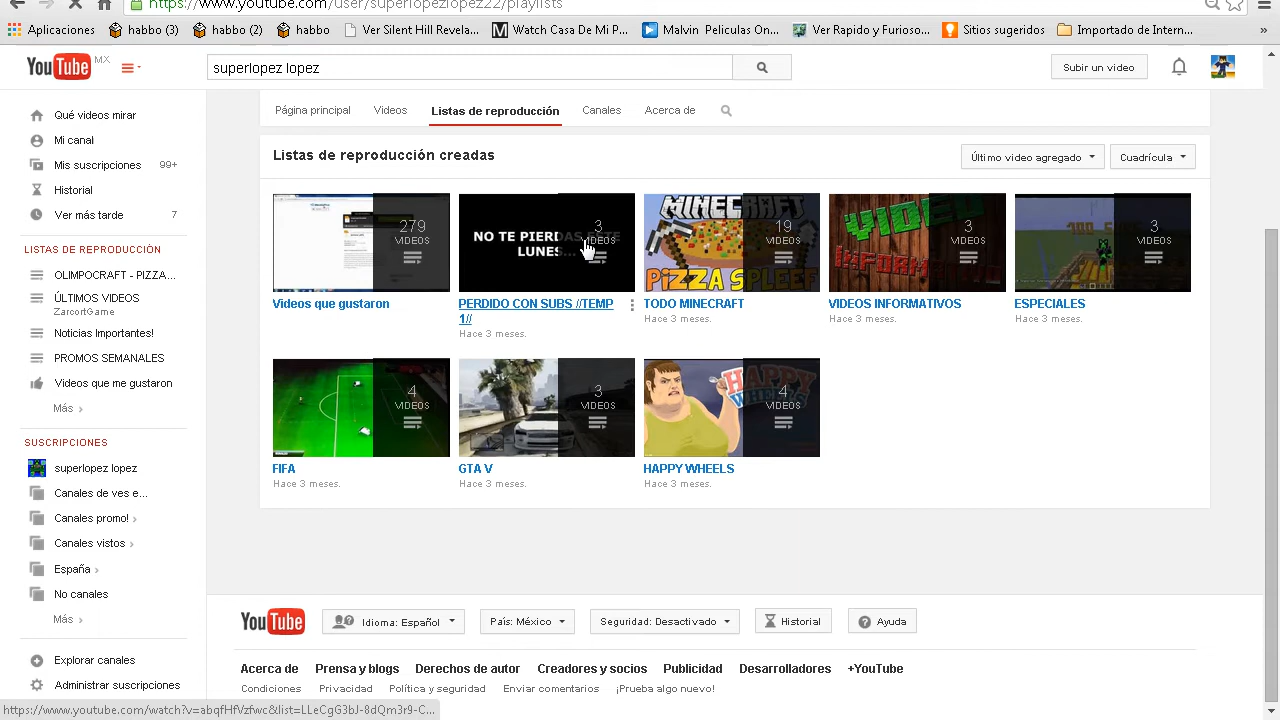 https://www.youtube.com/user/superlopezlopez22/playlists
Aplicaciones habbo (3) habbo habbo Ver Silent Hill Revela... Watch Casa De Mi P... Malvin Peliculas On... Ver Rapido y Furioso... Sitios sugeridos Importado de Intern... »
YouTube MX superlopez lopez Subir un video
Página principal Videos Listas de reproducción Canales Acerca de
Qué videos mirar
Mi canal
Mis suscripciones 99+
Historial
Ver más tarde 7
LISTAS DE REPRODUCCIÓN
OLIMPOCRAFT - PIZZA...
ÚLTIMOS VIDEOS
ZarcortGame
Noticias Importantes!
PROMOS SEMANALES
Videos que me gustaron
Más ›
SUSCRIPCIONES
superlopez lopez
Canales de ves e...
Canales promo! ›
Canales vistos ›
España ›
No canales
Más ›
Explorar canales
Administrar suscripciones
Listas de reproducción creadas
Último video agregado Cuadrícula
279 VIDEOS
Videos que gustaron
NO TE PIERDAS ESTE
LUNES...
3 VIDEOS
PERDIDO CON SUBS //TEMP
1//
Hace 3 meses.
MINECRAFT
PIZZA SPLEEF
19 VIDEOS
TODO MINECRAFT
Hace 3 meses.
VIDEO
3 VIDEOS
VIDEOS INFORMATIVOS
Hace 3 meses.
3 VIDEOS
ESPECIALES
Hace 3 meses.
4 VIDEOS
FIFA
Hace 3 meses.
3 VIDEOS
GTA V
Hace 3 meses.
HAPPY
WHEELS
4 VIDEOS
HAPPY WHEELS
Hace 3 meses.
YouTube Idioma: Español País: México Seguridad: Desactivado Historial Ayuda
Acerca de Prensa y blogs Derechos de autor Creadores y socios Publicidad Desarrolladores +YouTube
Condiciones Privacidad Política y seguridad Enviar comentarios ¡Prueba algo nuevo!
https://www.youtube.com/watch?v=abqfHfVzfwc&list=LLeCgG3bJ-8dQm3r9-C...